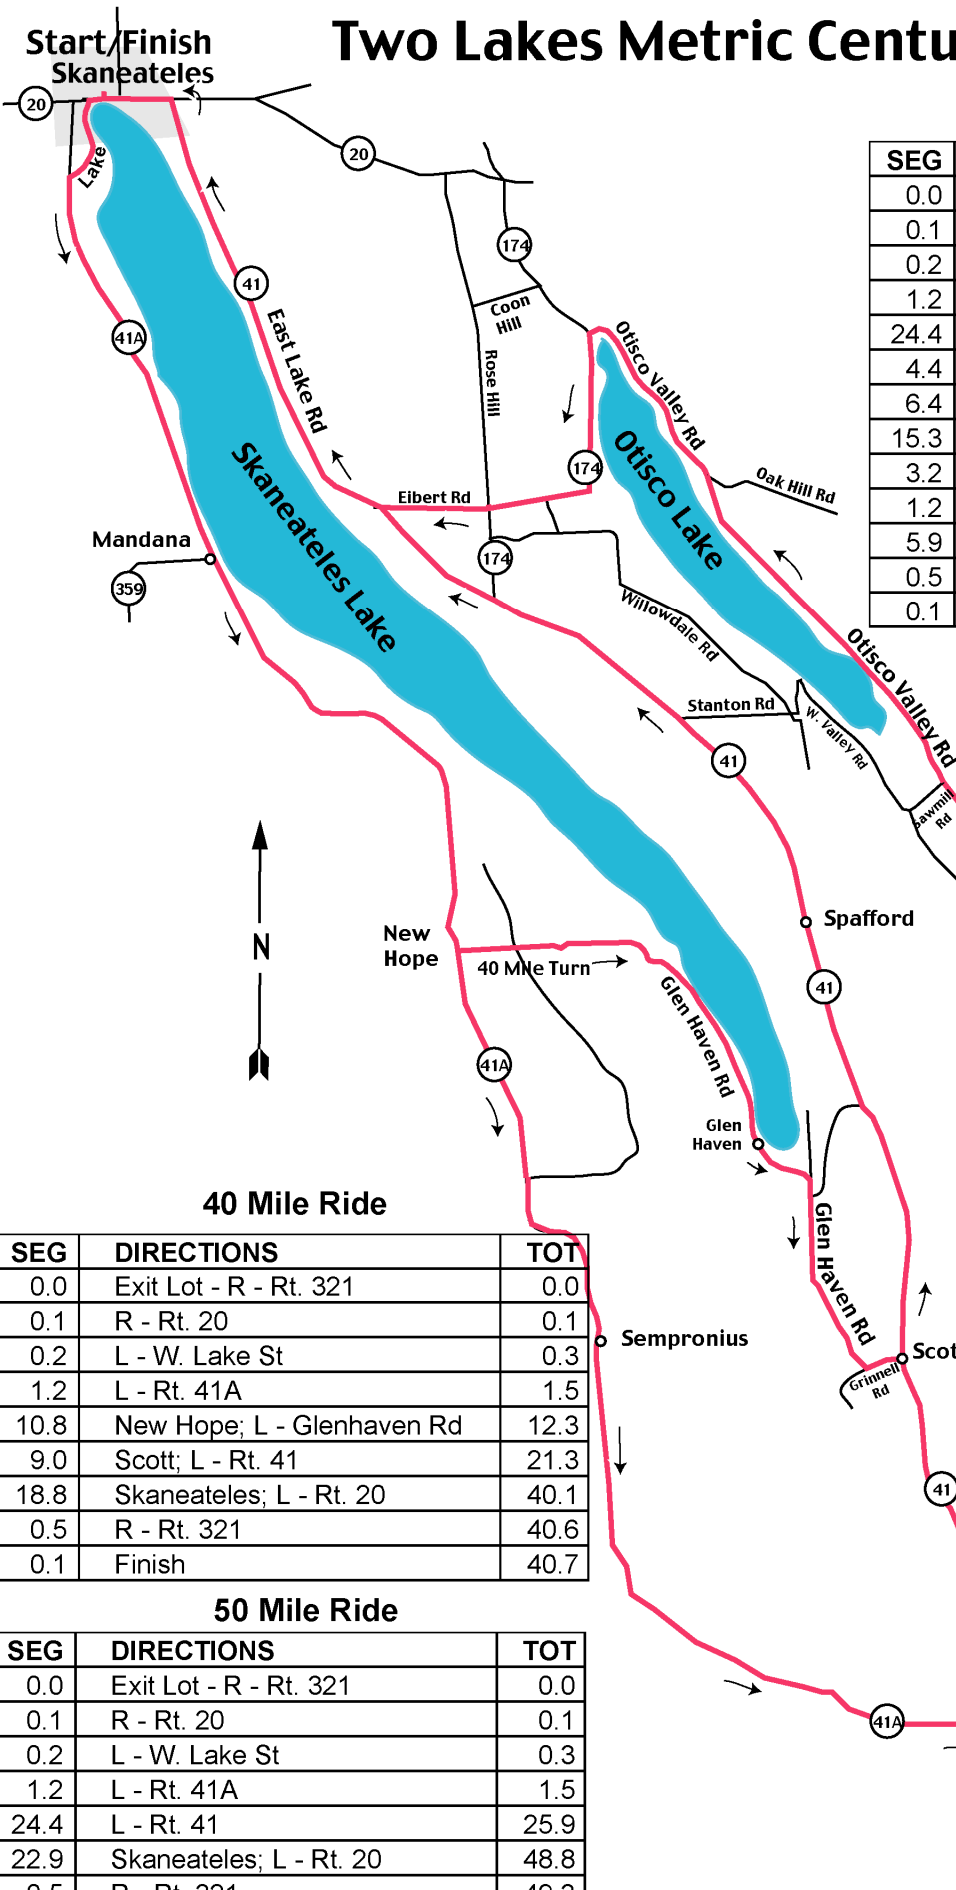 Two Lakes Metric Centu
Start/Finish
Skaneateles
20
20
Lake
174
41
41A
Coon
Hill
East Lake Rd
Rose Hill
Otisco Valley Rd
174
Otisco Lake
Oak Hill Rd
Eibert Rd
Skaneateles Lake
Mandana
359
174
Willowdale Rd
Otisco Valley Rd
Stanton Rd
W. Valley Rd
41
Sawmill
Rd
N
New
Hope
40 Mile Turn
Spafford
41
Glen Haven Rd
41A
Glen
Haven
Glen Haven Rd
Sempronius
Scot
Grinnell
Rd
41
41A
SEG
0.0
0.1
0.2
1.2
24.4
4.4
6.4
15.3
3.2
1.2
5.9
0.5
0.1
40 Mile Ride
SEG DIRECTIONS TOT
0.0 Exit Lot - R - Rt. 321 0.0
0.1 R - Rt. 20 0.1
0.2 L - W. Lake St 0.3
1.2 L - Rt. 41A 1.5
10.8 New Hope; L - Glenhaven Rd 12.3
9.0 Scott; L - Rt. 41 21.3
18.8 Skaneateles; L - Rt. 20 40.1
0.5 R - Rt. 321 40.6
0.1 Finish 40.7
50 Mile Ride
SEG DIRECTIONS TOT
0.0 Exit Lot - R - Rt. 321 0.0
0.1 R - Rt. 20 0.1
0.2 L - W. Lake St 0.3
1.2 L - Rt. 41A 1.5
24.4 L - Rt. 41 25.9
22.9 Skaneateles; L - Rt. 20 48.8
0.5 R - Rt. 321 49.3